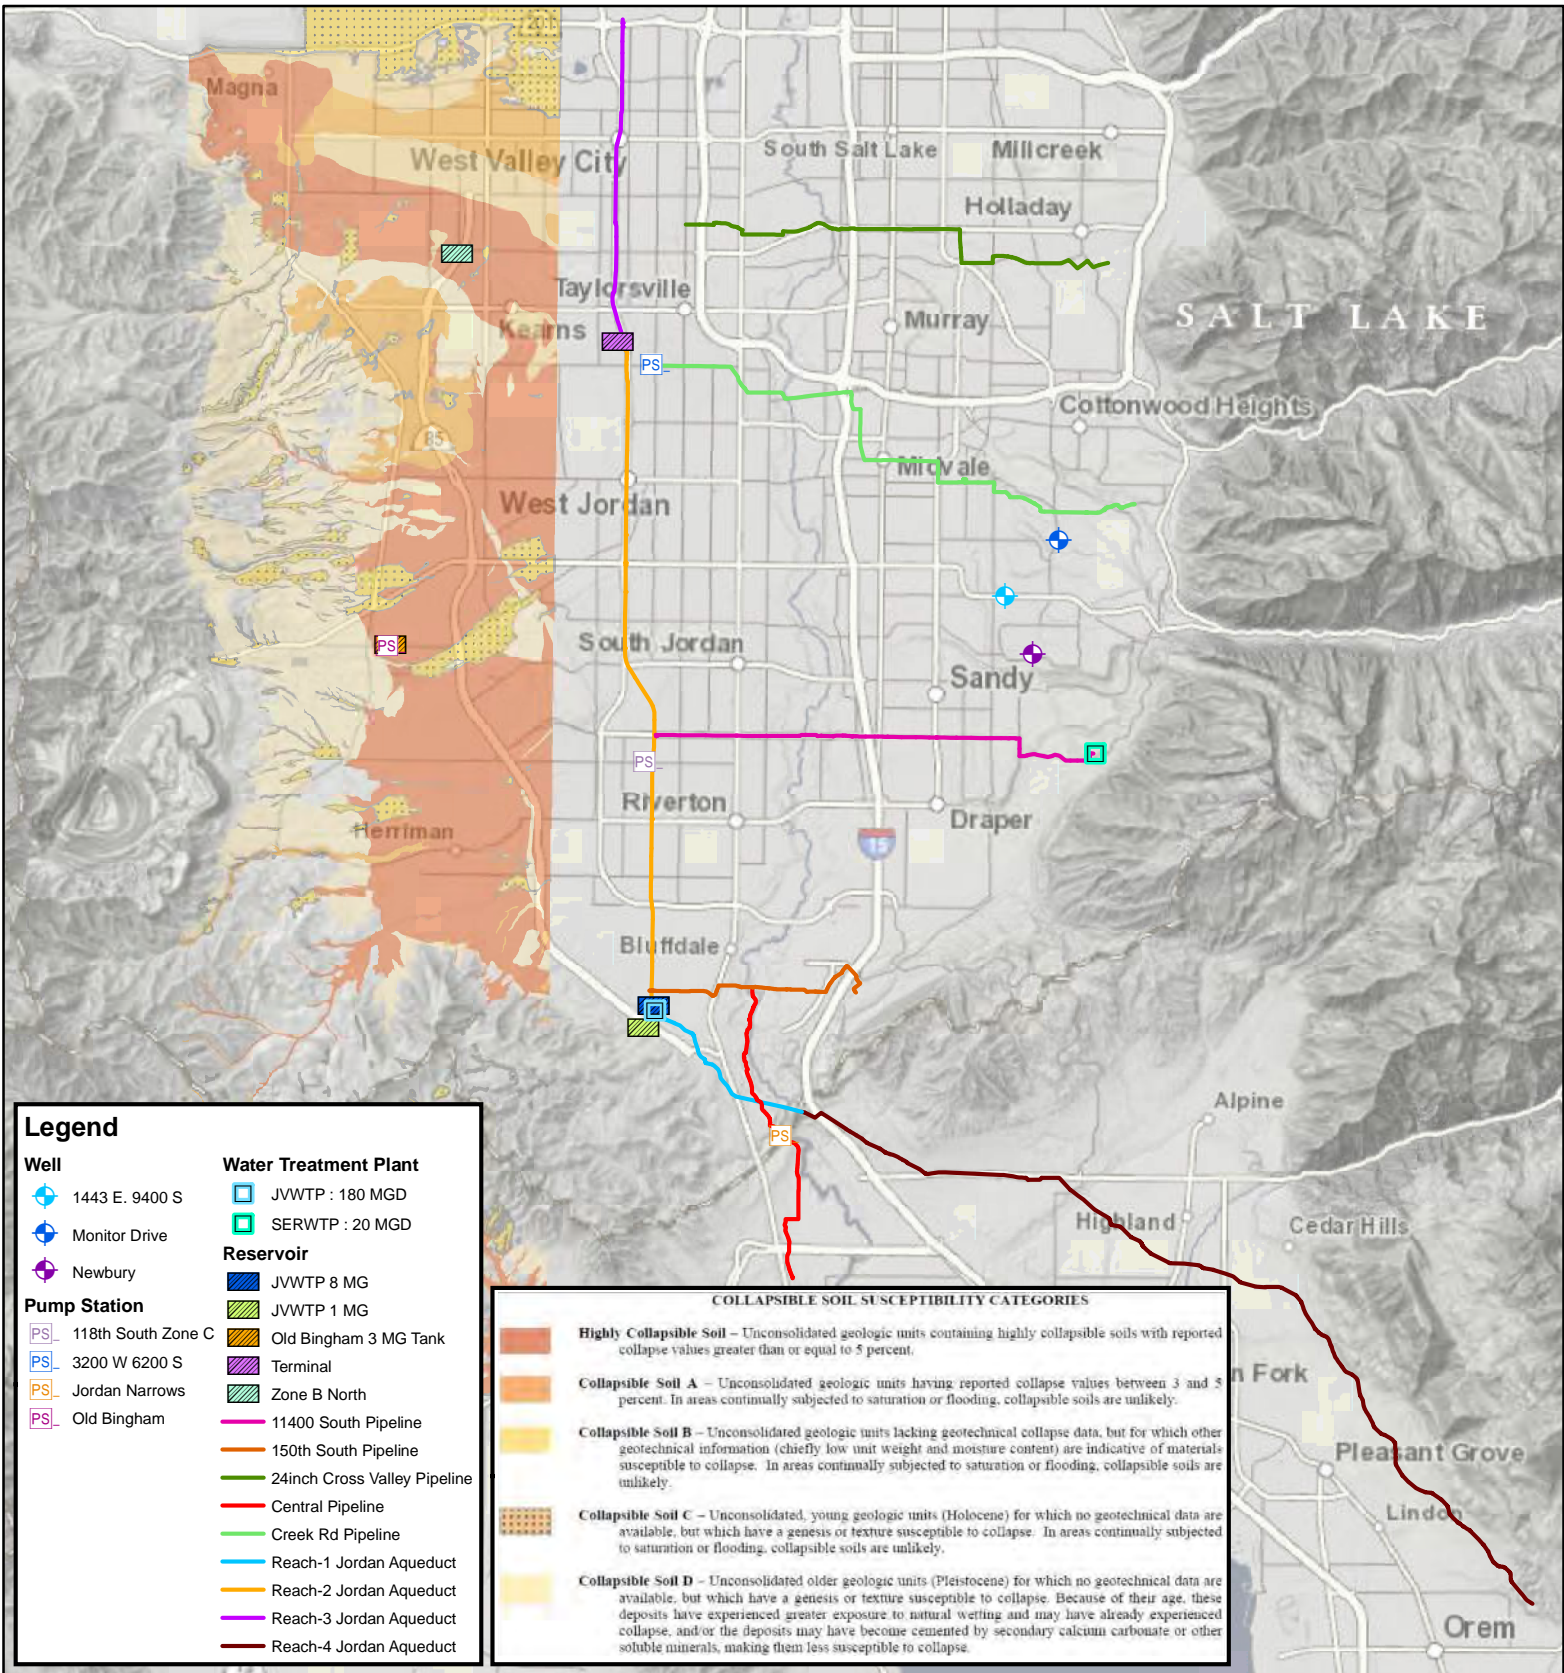 201
Magna
West Valley City
South Salt Lake
Millcreek
Holladay
Taylorsville
Kearns
Murray
SALT LAKE
PS_
Cottonwood Heights
85
Midvale
West Jordan
South Jordan
PS
Sandy
PS_
Riverton
Draper
Herriman
15
Bluffdale
Alpine
PS
Highland
Cedar Hills
n Fork
Pleasant Grove
Lindon
Orem
Legend
Well
1443 E. 9400 S
Monitor Drive
Newbury
Pump Station
PS_ 118th South Zone C
PS_ 3200 W 6200 S
PS_ Jordan Narrows
PS_ Old Bingham
Water Treatment Plant
JVWTP : 180 MGD
SERWTP : 20 MGD
Reservoir
JVWTP 8 MG
JVWTP 1 MG
Old Bingham 3 MG Tank
Terminal
Zone B North
11400 South Pipeline
150th South Pipeline
24inch Cross Valley Pipeline
Central Pipeline
Creek Rd Pipeline
Reach-1 Jordan Aqueduct
Reach-2 Jordan Aqueduct
Reach-3 Jordan Aqueduct
Reach-4 Jordan Aqueduct
COLLAPSIBLE SOIL SUSCEPTIBILITY CATEGORIES
Highly Collapsible Soil – Unconsolidated geologic units containing highly collapsible soils with reported
collapse values greater than or equal to 5 percent.
Collapsible Soil A – Unconsolidated geologic units having reported collapse values between 3 and 5
percent. In areas continually subjected to saturation or flooding, collapsible soils are unlikely.
Collapsible Soil B – Unconsolidated geologic units lacking geotechnical collapse data, but for which other
geotechnical information (chiefly low unit weight and moisture content) are indicative of materials
susceptible to collapse. In areas continually subjected to saturation or flooding, collapsible soils are
unlikely.
Collapsible Soil C – Unconsolidated, young geologic units (Holocene) for which no geotechnical data are
available, but which have a genesis or texture susceptible to collapse. In areas continually subjected
to saturation or flooding, collapsible soils are unlikely.
Collapsible Soil D – Unconsolidated older geologic units (Pleistocene) for which no geotechnical data are
available, but which have a genesis or texture susceptible to collapse. Because of their age, these
deposits have experienced greater exposure to natural wetting and may have already experienced
collapse, and/or the deposits may have become cemented by secondary calcium carbonate or other
soluble minerals, making them less susceptible to collapse.